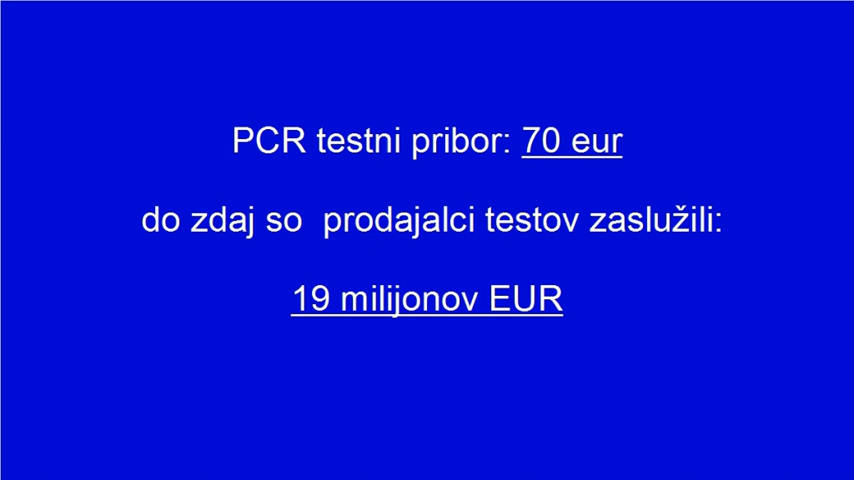 PCR testni pribor: 70 eur
do zdaj so  prodajalci testov zaslužili:
19 milijonov EUR